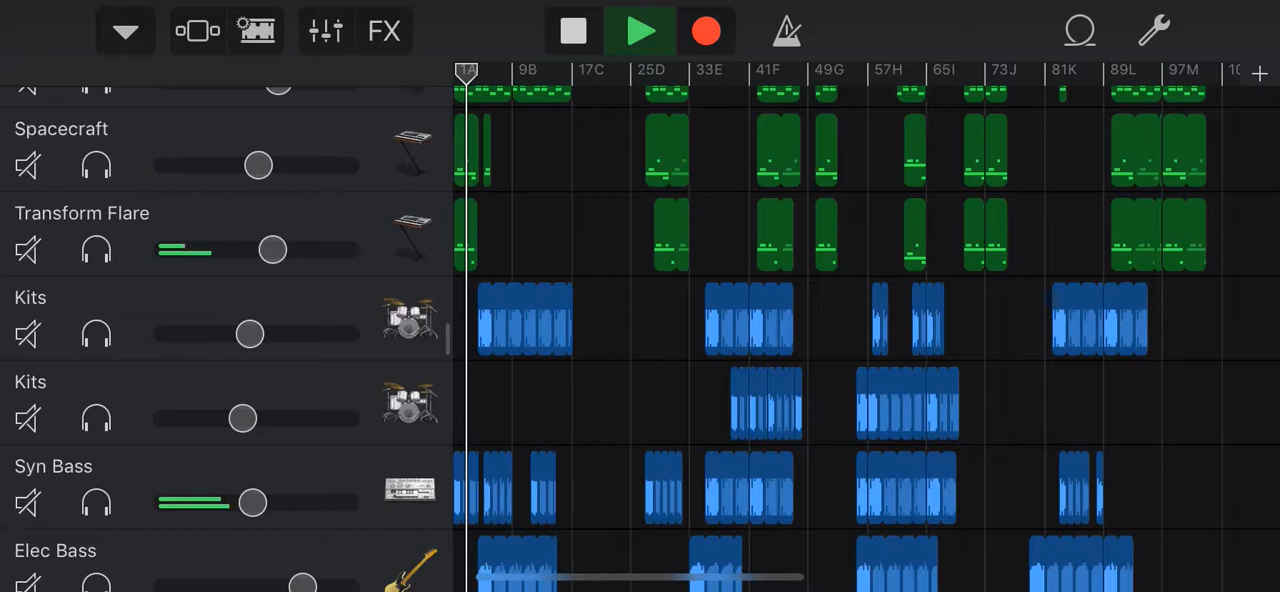 FX
1A 9B 17C 25D 33E 41F 49G 57H 65I 73J 81K 89L 97M
Spacecraft
Transform Flare
Kits
Kits
Syn Bass
Elec Bass